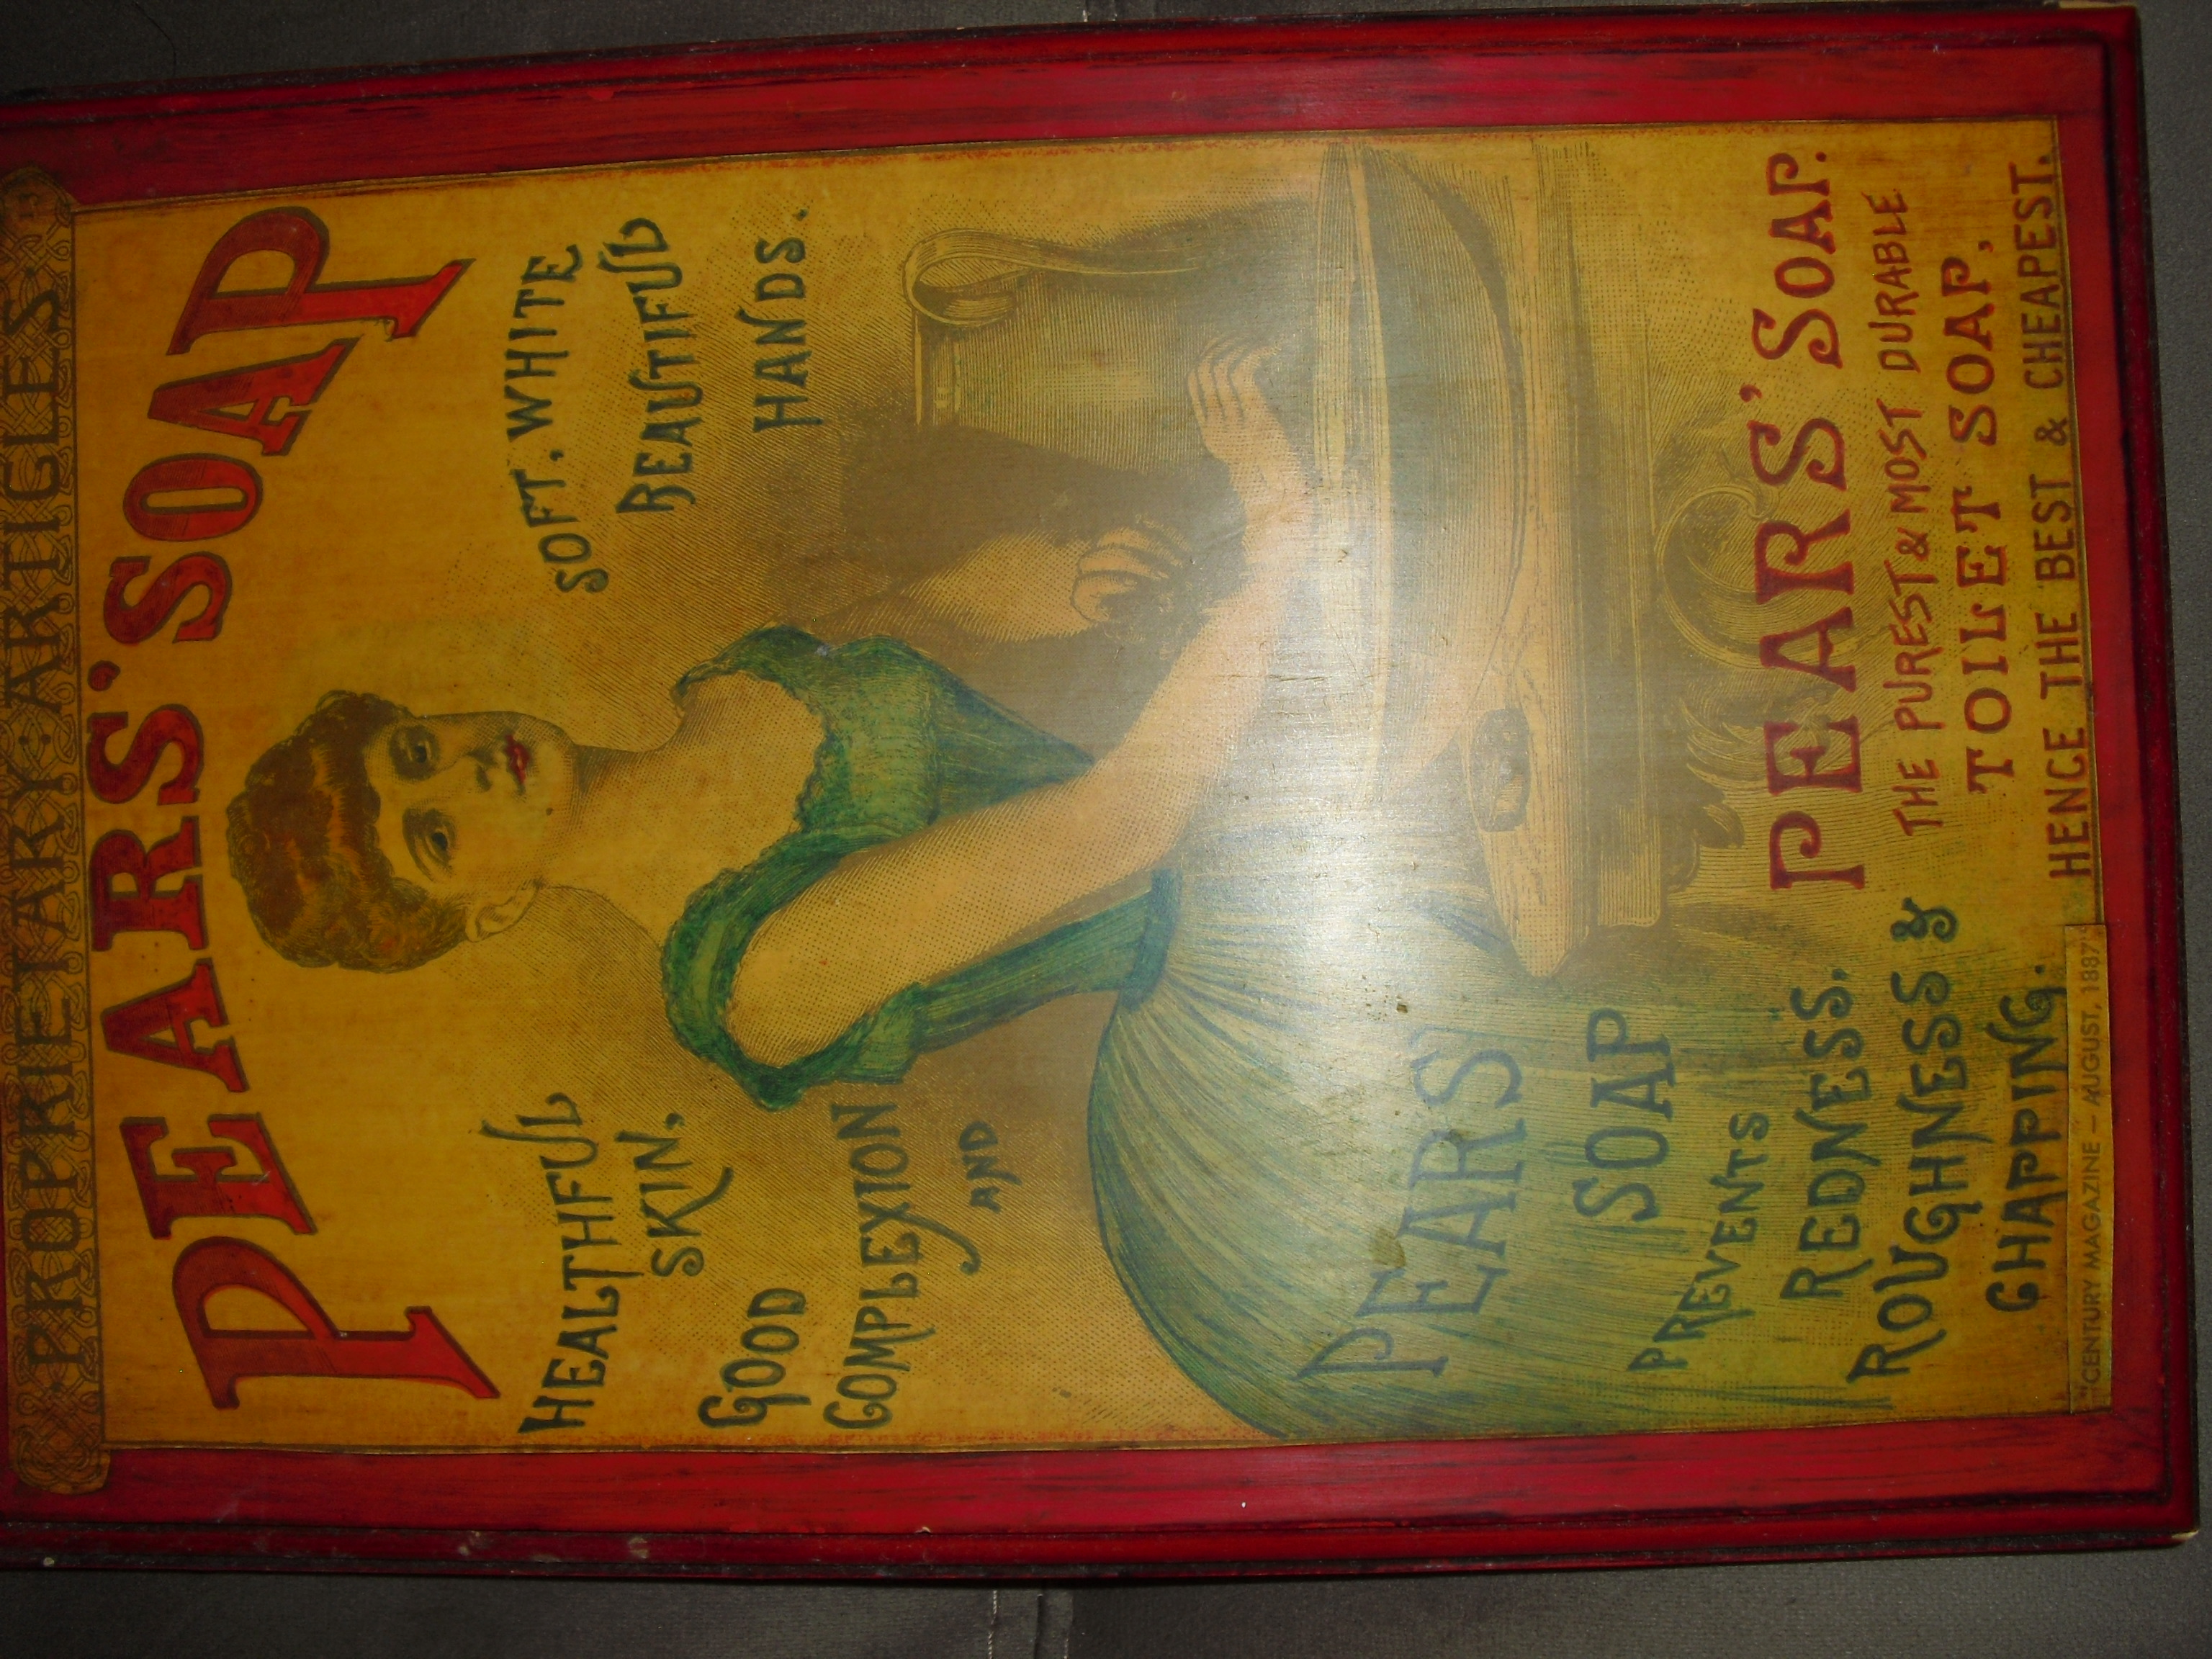 · PROPRIETARY · ARTICLES · 13
PEARS' SOAP
HEALTHFUL
SKIN,
GOOD
COMPLEXION
AND
SOFT, WHITE
BEAUTIFUL
HANDS.
PEARS'
SOAP
PREVENTS
REDNESS.
ROUGHNESS &
CHAPPING.
PEARS' SOAP.
THE PUREST & MOST DURABLE
TOILET SOAP,
HENCE THE BEST & CHEAPEST.
"CENTURY MAGAZINE — AUGUST, 1887"